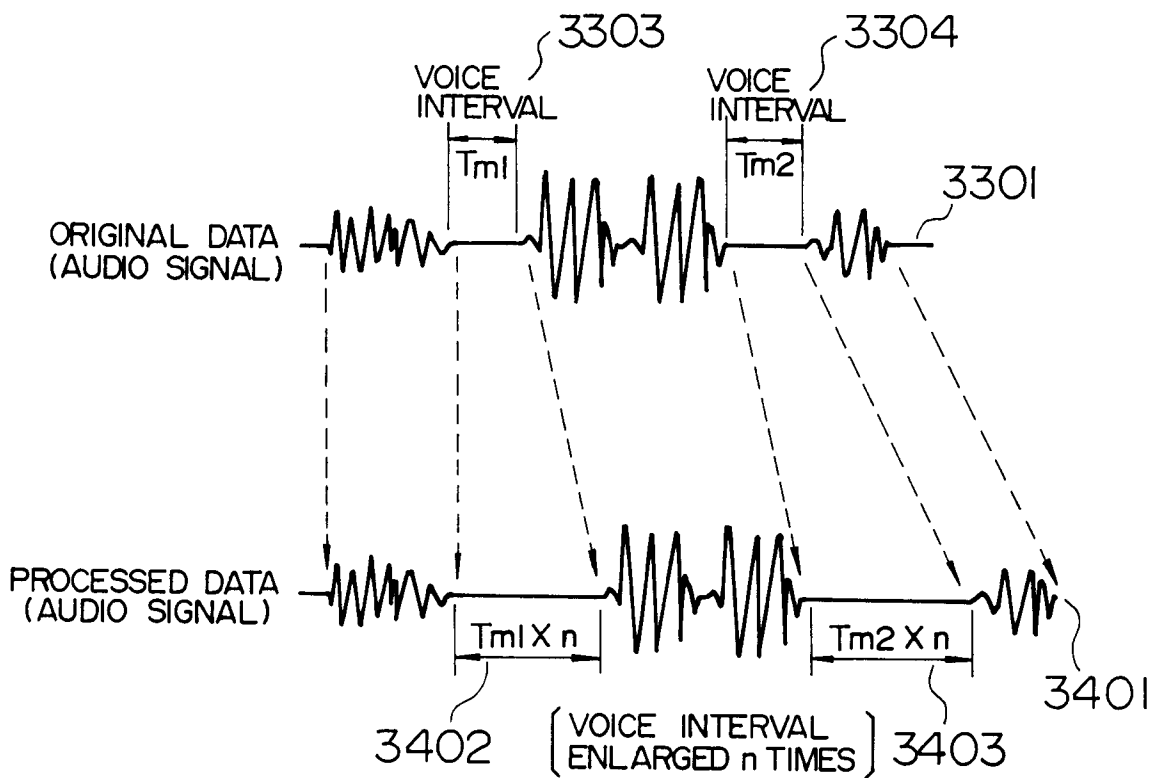 3303
3304
VOICE
INTERVAL
VOICE
INTERVAL
Tm1
Tm2
3301
ORIGINAL DATA
(AUDIO SIGNAL)
PROCESSED DATA
(AUDIO SIGNAL)
Tm1 X n
Tm2 X n
3401
3402
VOICE INTERVAL
ENLARGED n TIMES
3403